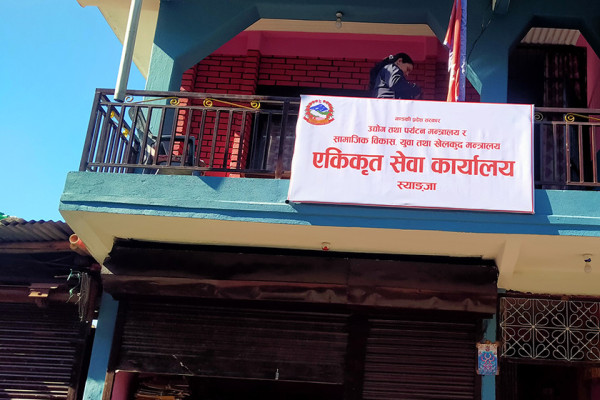 गण्डकी प्रदेश सरकार
उद्योग तथा पर्यटन मन्त्रालय र
सामाजिक विकास, युवा तथा खेलकुद मन्त्रालय
एकिकृत सेवा कार्यालय
स्याङ्जा